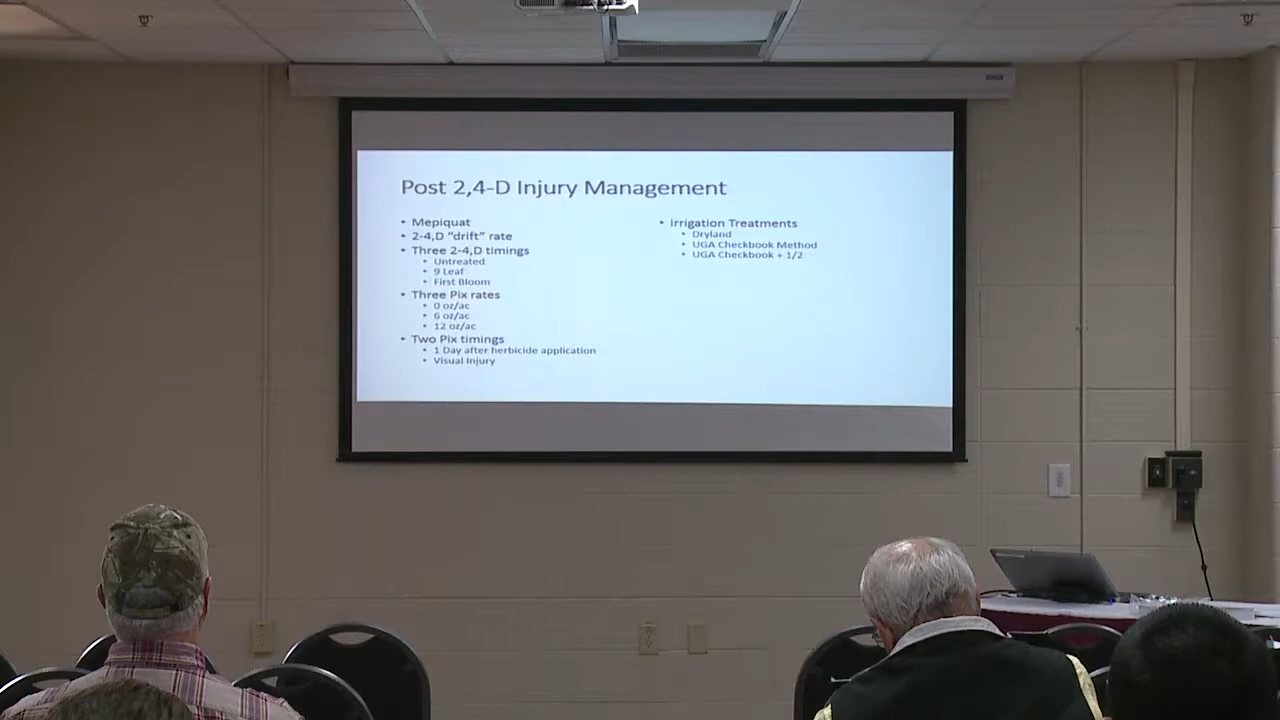 Post 2,4-D Injury Management
• Mepiquat
• 2-4,D "drift" rate
• Three 2-4,D timings
• Untreated
• 9 Leaf
• First Bloom
• Three Pix rates
• 0 oz/ac
• 6 oz/ac
• 12 oz/ac
• Two Pix timings
• 1 Day after herbicide application
• Visual Injury
• Irrigation Treatments
• Dryland
• UGA Checkbook Method
• UGA Checkbook + 1/2